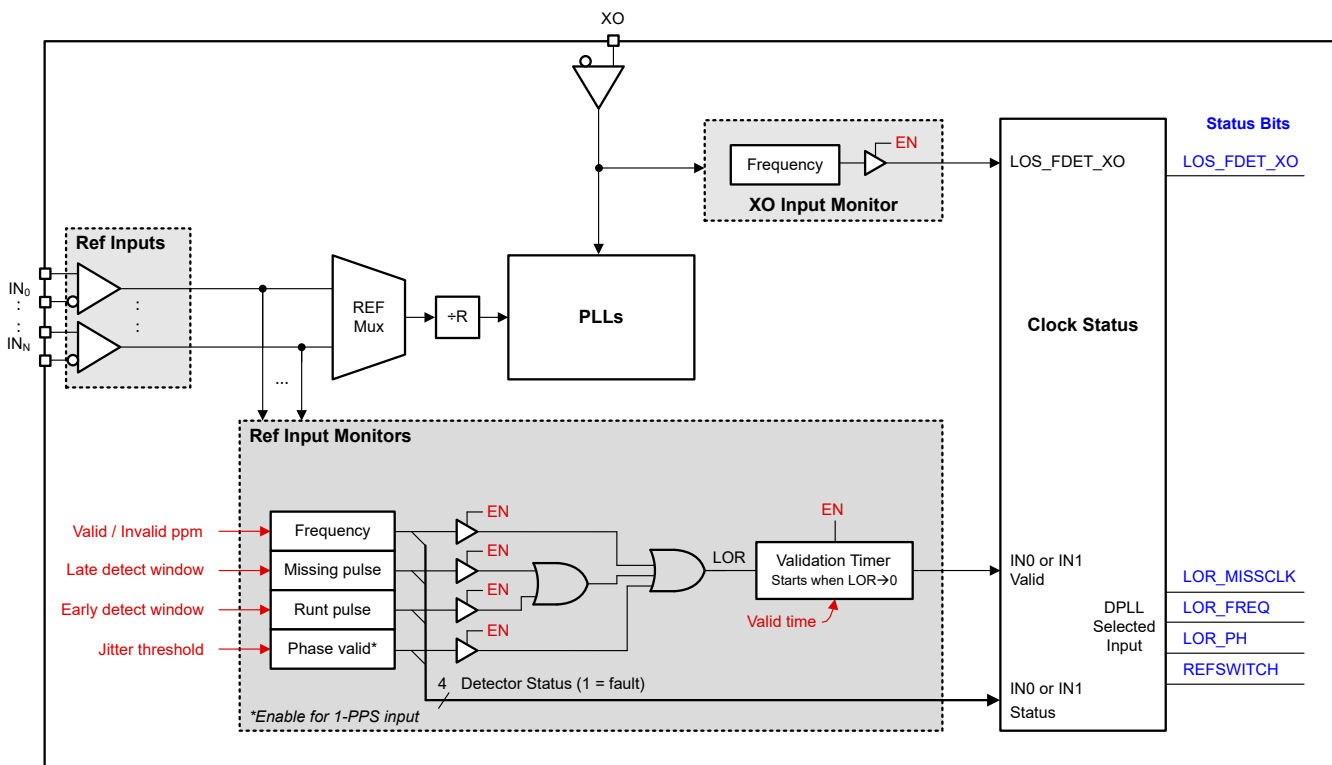 XO
Status Bits
EN
Frequency
LOS_FDET_XO
LOS_FDET_XO
XO Input Monitor
Ref Inputs
IN0
:
:
INN
:
:
REF
Mux
÷R
PLLs
Clock Status
...
Ref Input Monitors
Valid / Invalid ppm
Late detect window
Early detect window
Jitter threshold
Frequency
Missing pulse
Runt pulse
Phase valid*
EN
EN
EN
EN
LOR
EN
Validation Timer
Starts when LOR→0
Valid time
4 Detector Status (1 = fault)
*Enable for 1-PPS input
IN0 or IN1
Valid
DPLL
Selected
Input
IN0 or IN1
Status
LOR_MISSCLK
LOR_FREQ
LOR_PH
REFSWITCH